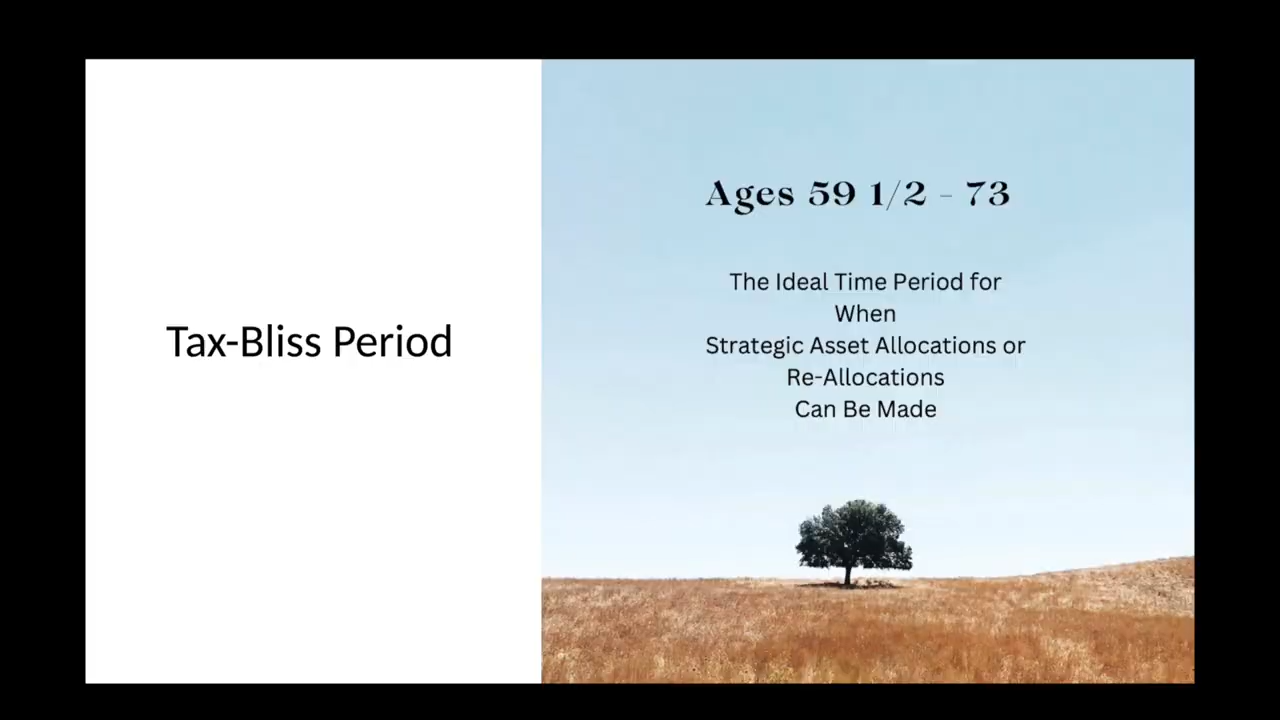 Tax-Bliss Period
Ages 59 1/2 - 73
The Ideal Time Period for
When
Strategic Asset Allocations or
Re-Allocations
Can Be Made